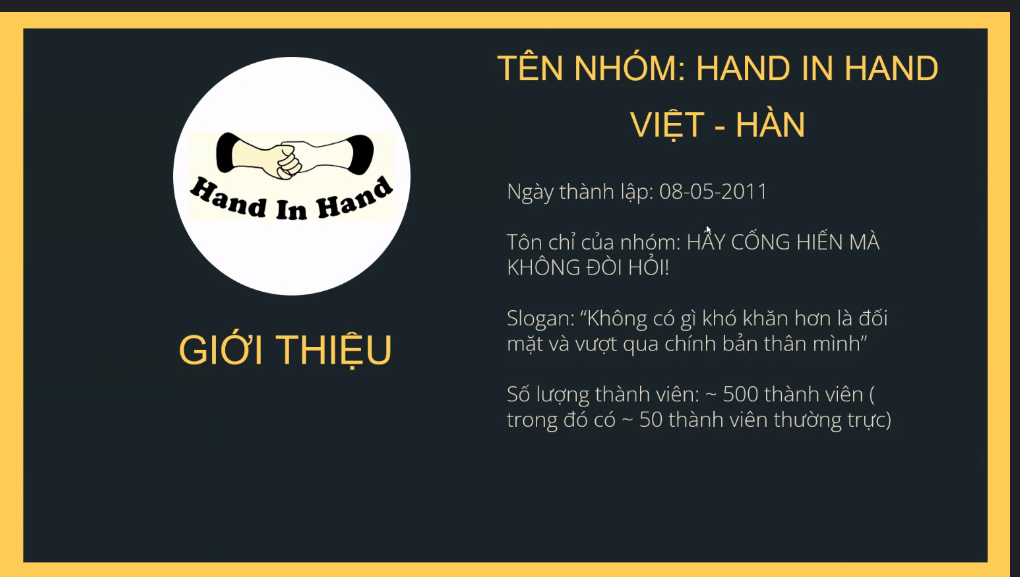 Hand In Hand
GIỚI THIỆU
TÊN NHÓM: HAND IN HAND
VIỆT - HÀN
Ngày thành lập: 08-05-2011
Tôn chỉ của nhóm: HÃY CỐNG HIẾN MÀ
KHÔNG ĐÒI HỎI!
Slogan: “Không có gì khó khăn hơn là đối
mặt và vượt qua chính bản thân mình”
Số lượng thành viên: ~ 500 thành viên (
trong đó có ~ 50 thành viên thường trực)